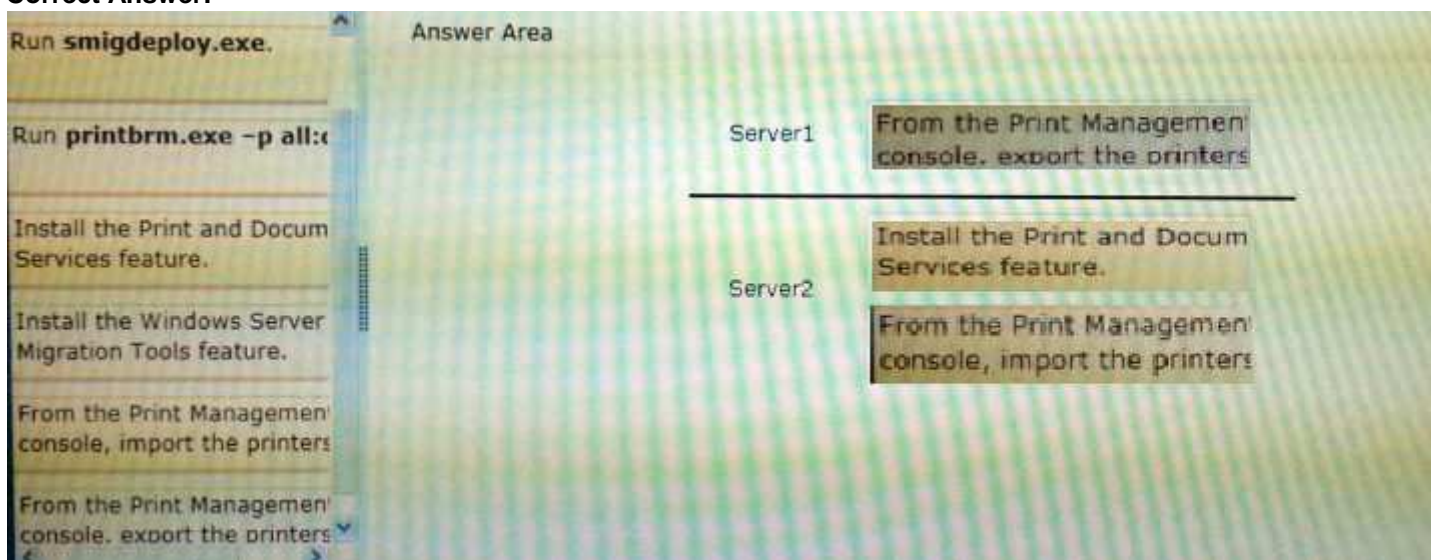 Correct Answer:
Run smigdeploy.exe.
Run printbrm.exe –p all:
Install the Print and Docum
Services feature.
Install the Windows Server
Migration Tools feature.
From the Print Managemen
console, import the printers
From the Print Managemen
console, export the printers
Answer Area
Server1
From the Print Managemen
console, export the printers
Server2
Install the Print and Docum
Services feature.
From the Print Managemen
console, import the printers